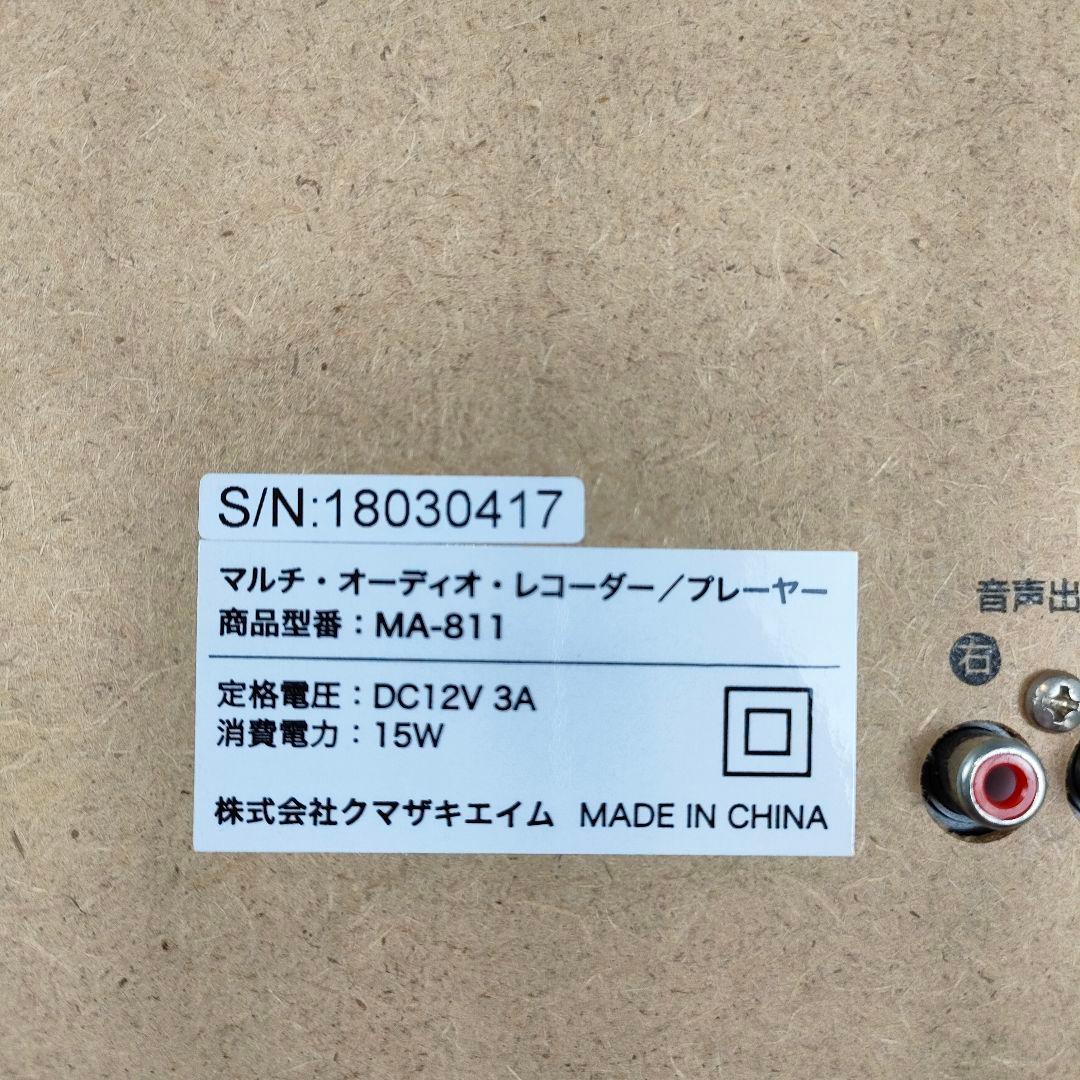 S/N:18030417
マルチ・オーディオ・レコーダー／プレーヤー
商品型番：MA-811
定格電圧：DC12V 3A
消費電力：15W
株式会社クマザキエイム MADE IN CHINA
音声出
右